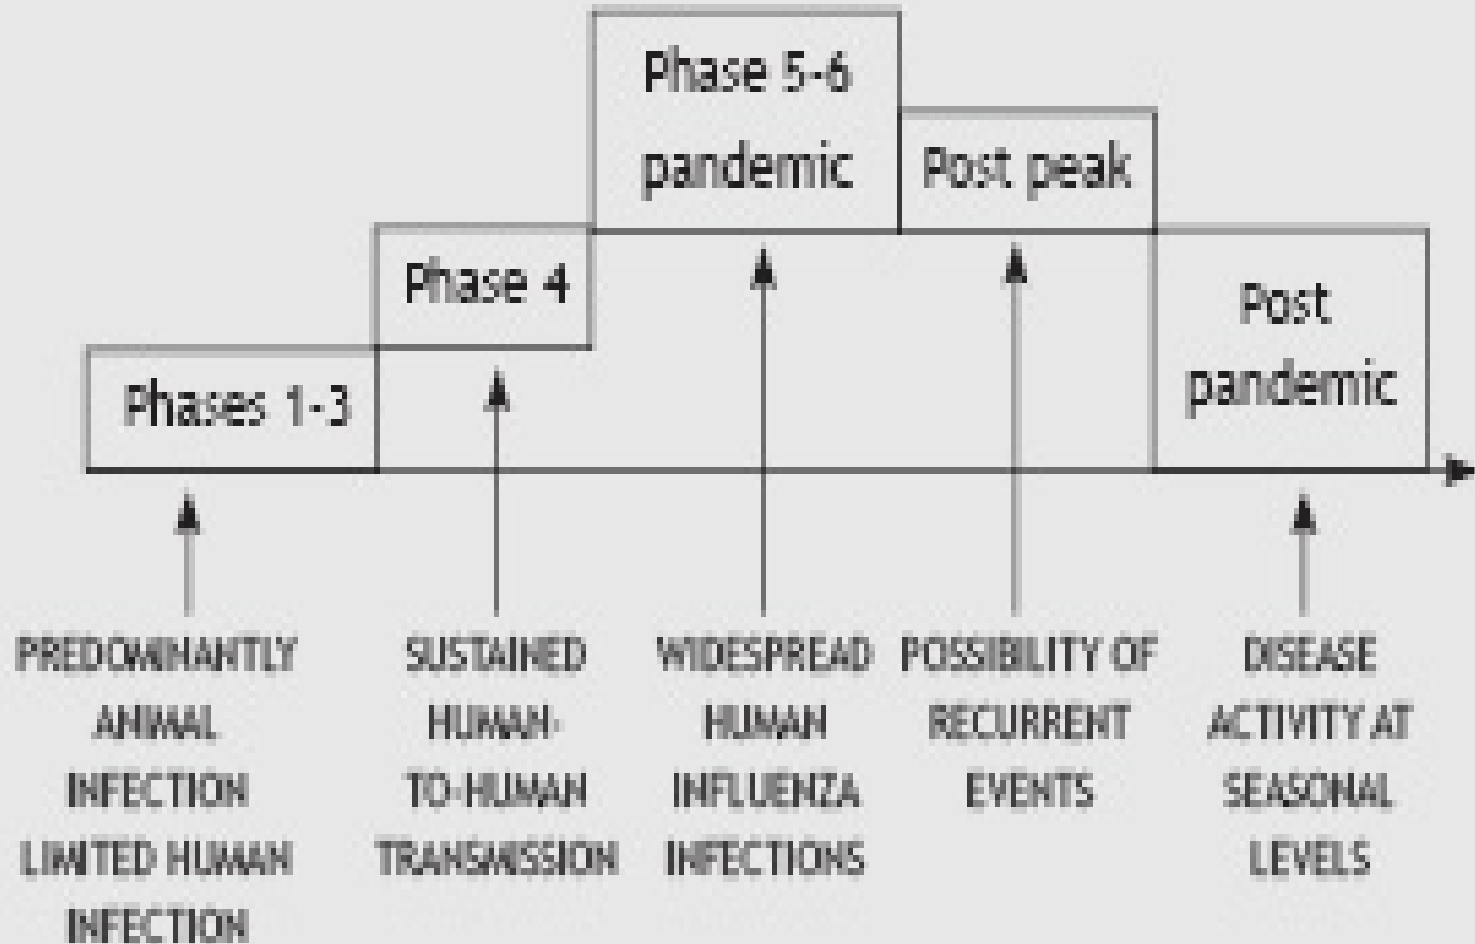 Phase 5-6
pandemic
Post peak
Phase 4
Post
pandemic
Phases 1-3
PREDOMINANTLY
ANIMAL
INFECTION
LIMITED HUMAN
INFECTION
SUSTAINED
HUMAN-
TO-HUMAN
TRANSMISSION
WIDESPREAD
HUMAN
INFLUENZA
INFECTIONS
POSSIBILITY OF
RECURRENT
EVENTS
DISEASE
ACTIVITY AT
SEASONAL
LEVELS